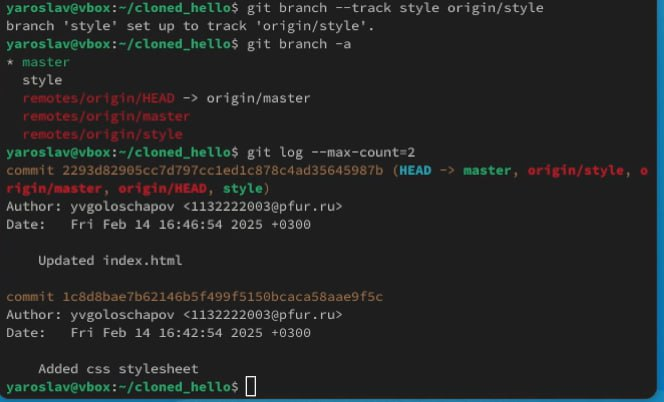 yaroslav@vbox:~/cloned_hello$ git branch --track style origin/style
branch 'style' set up to track 'origin/style'.
yaroslav@vbox:~/cloned_hello$ git branch -a
* master
  style
  remotes/origin/HEAD -> origin/master
  remotes/origin/master
  remotes/origin/style
yaroslav@vbox:~/cloned_hello$ git log --max-count=2
commit 2293d82905cc7d797cc1ed1c878c4ad35645987b (HEAD -> master, origin/style, o
rigin/master, origin/HEAD, style)
Author: yvgoloschapov <1132222003@pfur.ru>
Date:   Fri Feb 14 16:46:54 2025 +0300
    Updated index.html
commit 1c8d8bae7b62146b5f499f5150bcaca58aae9f5c
Author: yvgoloschapov <1132222003@pfur.ru>
Date:   Fri Feb 14 16:42:54 2025 +0300
    Added css stylesheet
yaroslav@vbox:~/cloned_hello$